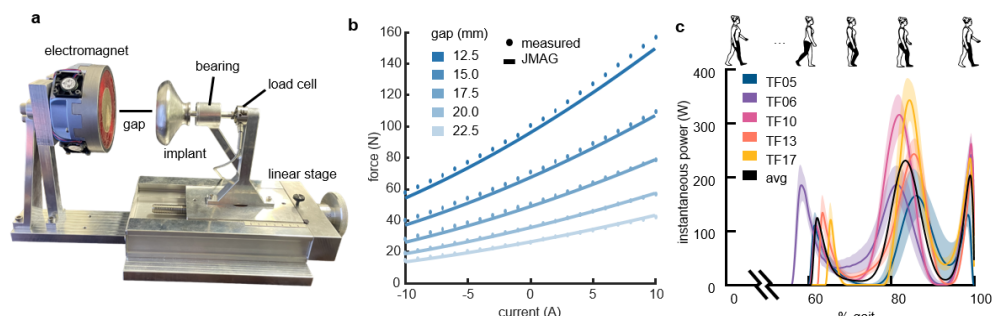 a
electromagnet
bearing
load cell
gap
implant
linear stage
b
gap (mm)
12.5
15.0
17.5
20.0
22.5
measured
JMAG
force (N)
160
140
120
100
80
60
40
20
0
-10
-5
0
5
10
current (A)
c
...
TF05
TF06
TF10
TF13
TF17
avg
instantaneous power (W)
400
300
200
100
0
0
60
80
100
% gait